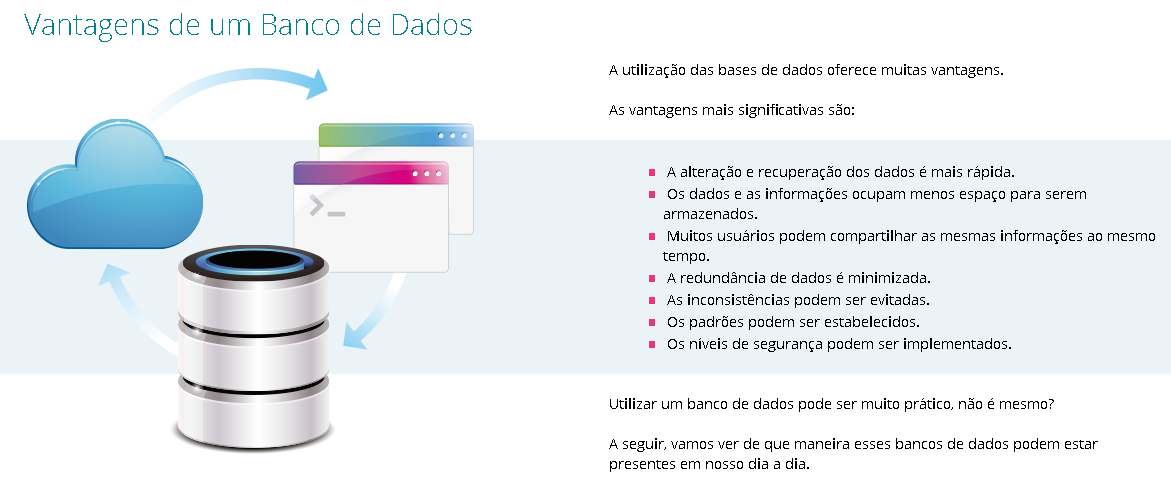 Vantagens de um Banco de Dados
A utilização das bases de dados oferece muitas vantagens.
As vantagens mais significativas são:
A alteração e recuperação dos dados é mais rápida.
Os dados e as informações ocupam menos espaço para serem
armazenados.
Muitos usuários podem compartilhar as mesmas informações ao mesmo
tempo.
A redundância de dados é minimizada.
As inconsistências podem ser evitadas.
Os padrões podem ser estabelecidos.
Os níveis de segurança podem ser implementados.
Utilizar um banco de dados pode ser muito prático, não é mesmo?
A seguir, vamos ver de que maneira esses bancos de dados podem estar
presentes em nosso dia a dia.